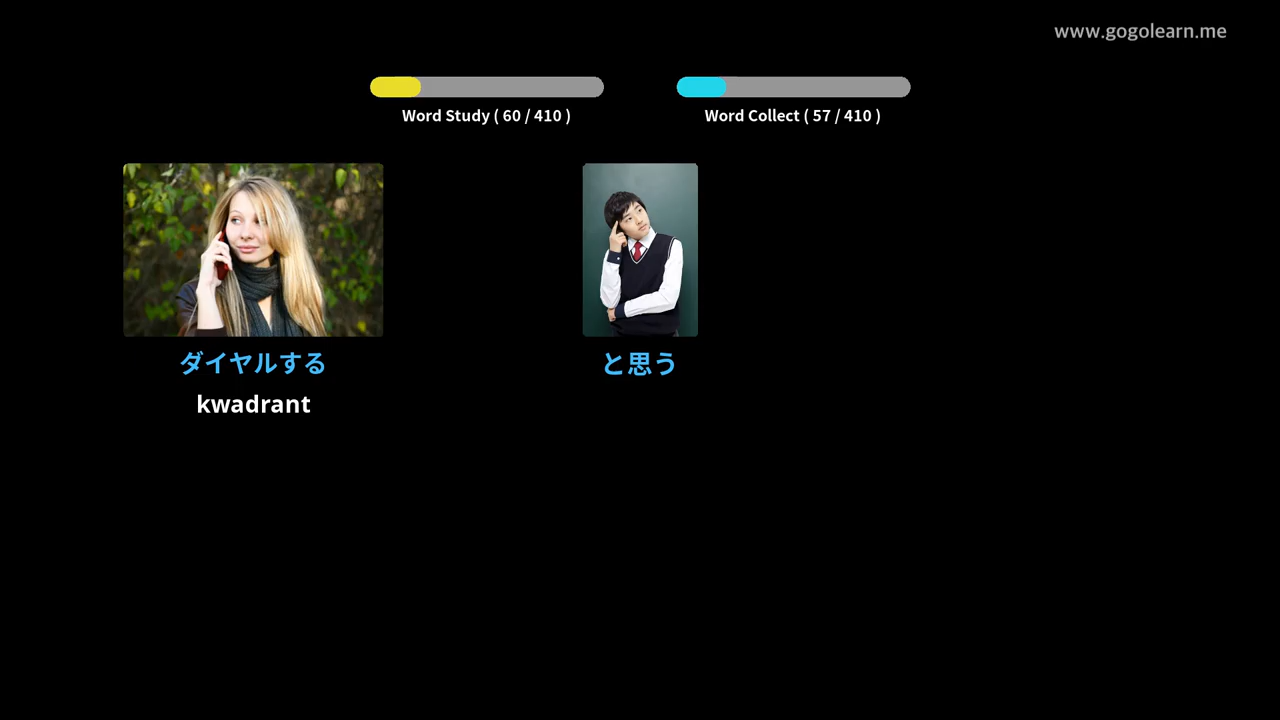 www.gogolearn.me
Word Study ( 60 / 410 )
Word Collect ( 57 / 410 )
ダイヤルする
と思う
kwadrant